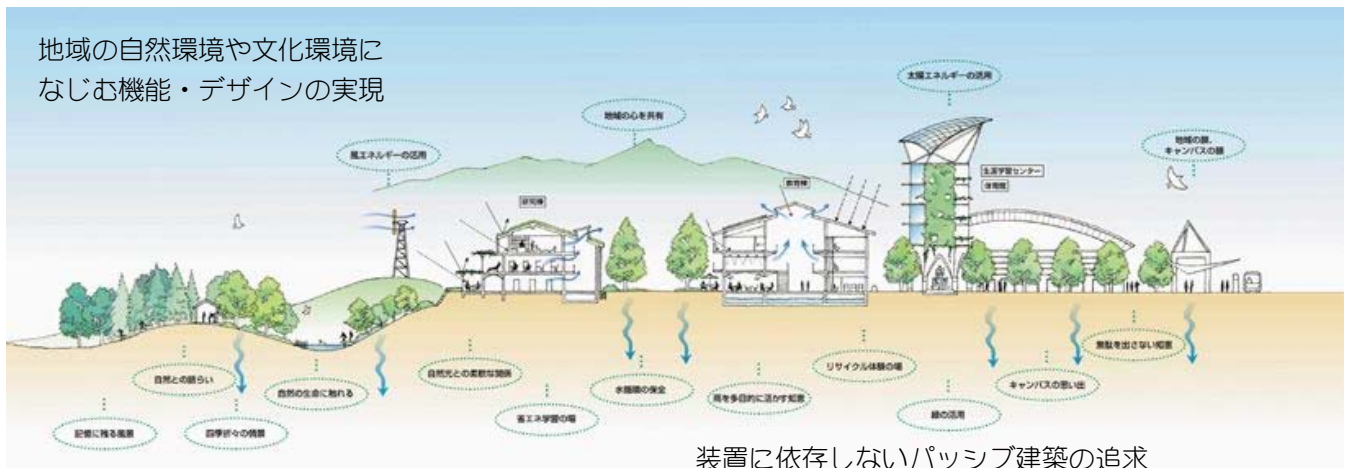 地域の自然環境や文化環境に
なじむ機能・デザインの実現
太陽エネルギーの活用
地域の心を共有
風エネルギーの活用
地域の顔、
キャンパスの顔
生涯学習センター
体育館
教育棟
研究棟
無駄を出さない知恵
リサイクル体験の場
自然光との柔軟な関係
自然との語らい
自然の生命に触れる
水循環の保全
雨を多目的に活かす知恵
キャンパスの思い出
省エネ学習の場
緑の活用
記憶に残る風景
四季折々の情景
装置に依存しないパッシブ建築の追求